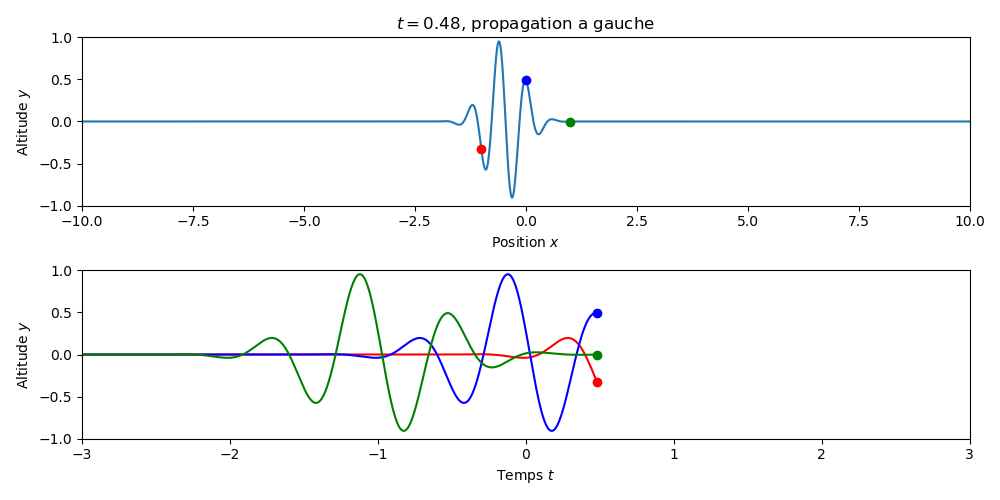 t = 0.48, propagation a gauche
1.0
0.5
0.0
−0.5
−1.0
Altitude y
−10.0 −7.5 −5.0 −2.5 0.0 2.5 5.0 7.5 10.0
Position x
1.0
0.5
0.0
−0.5
−1.0
Altitude y
−3 −2 −1 0 1 2 3
Temps t